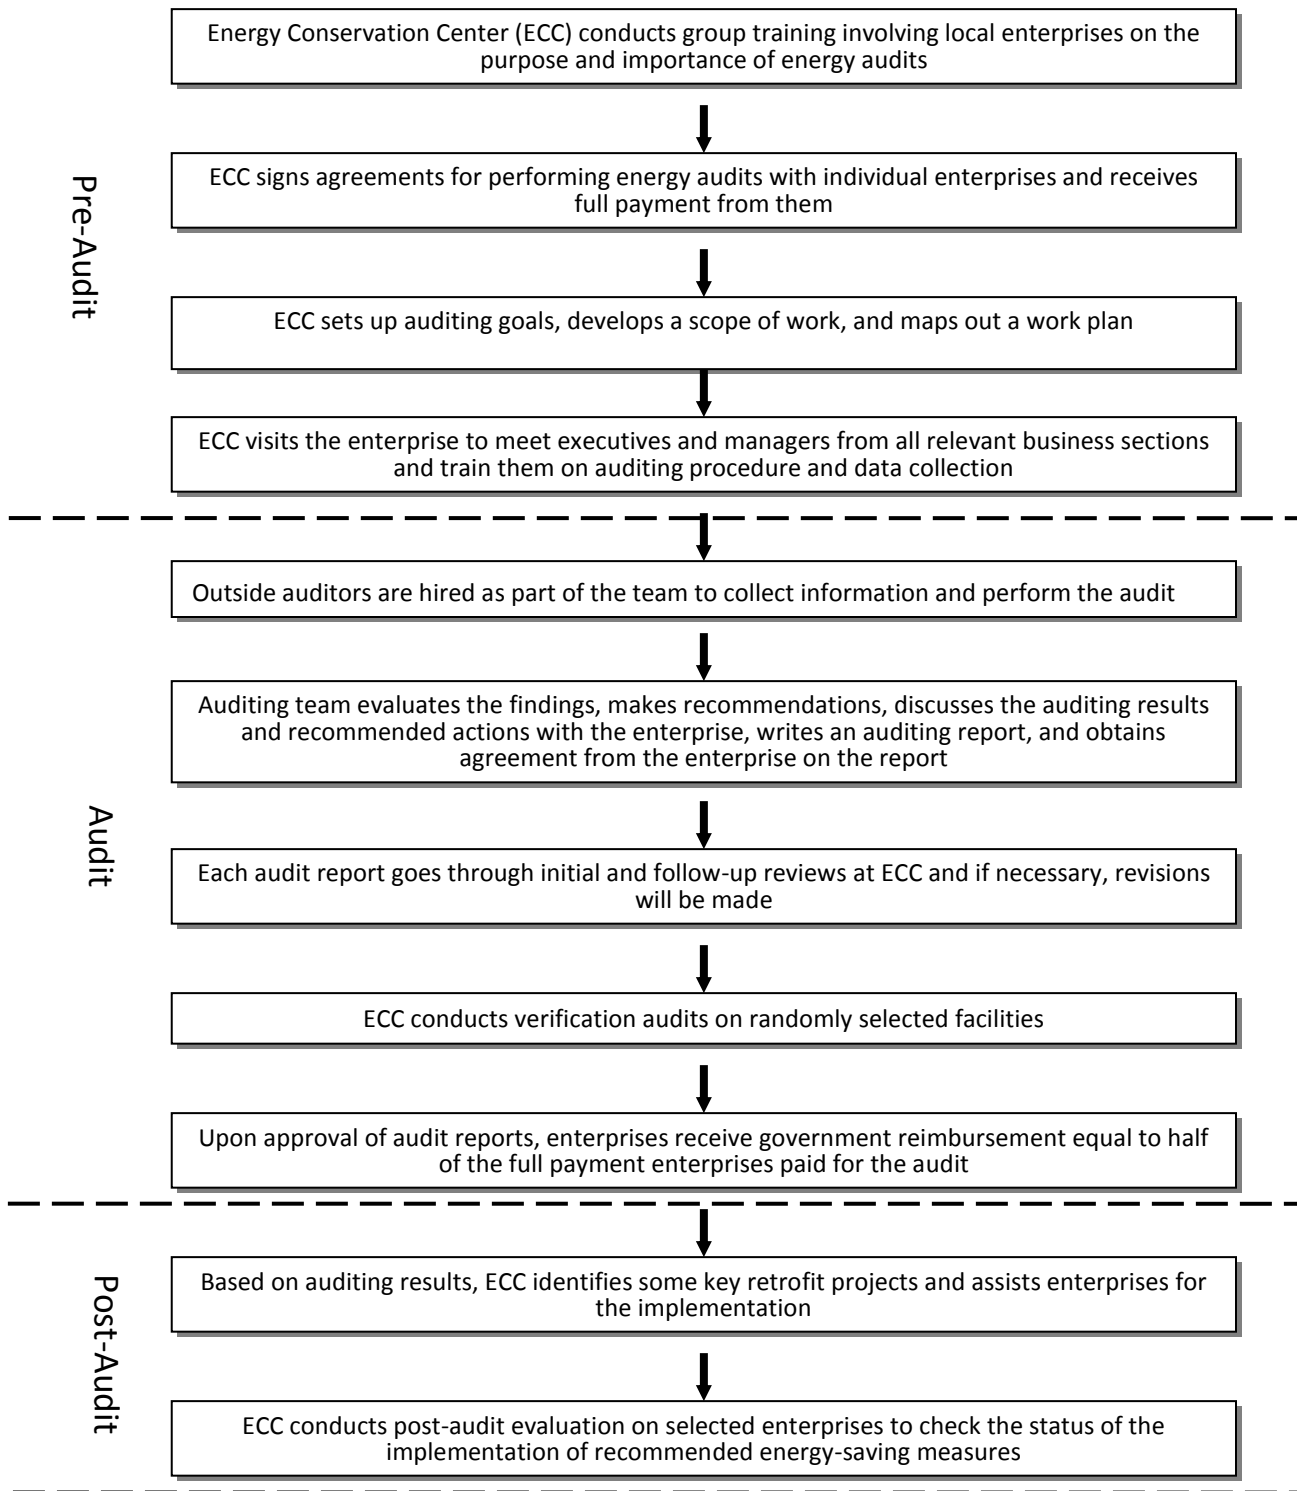 Energy Conservation Center (ECC) conducts group training involving local enterprises on the
purpose and importance of energy audits
Pre-Audit
ECC signs agreements for performing energy audits with individual enterprises and receives
full payment from them
ECC sets up auditing goals, develops a scope of work, and maps out a work plan
ECC visits the enterprise to meet executives and managers from all relevant business sections
and train them on auditing procedure and data collection
Outside auditors are hired as part of the team to collect information and perform the audit
Auditing team evaluates the findings, makes recommendations, discusses the auditing results
and recommended actions with the enterprise, writes an auditing report, and obtains
agreement from the enterprise on the report
Audit
Each audit report goes through initial and follow-up reviews at ECC and if necessary, revisions
will be made
ECC conducts verification audits on randomly selected facilities
Upon approval of audit reports, enterprises receive government reimbursement equal to half
of the full payment enterprises paid for the audit
Post-Audit
Based on auditing results, ECC identifies some key retrofit projects and assists enterprises for
the implementation
ECC conducts post-audit evaluation on selected enterprises to check the status of the
implementation of recommended energy-saving measures